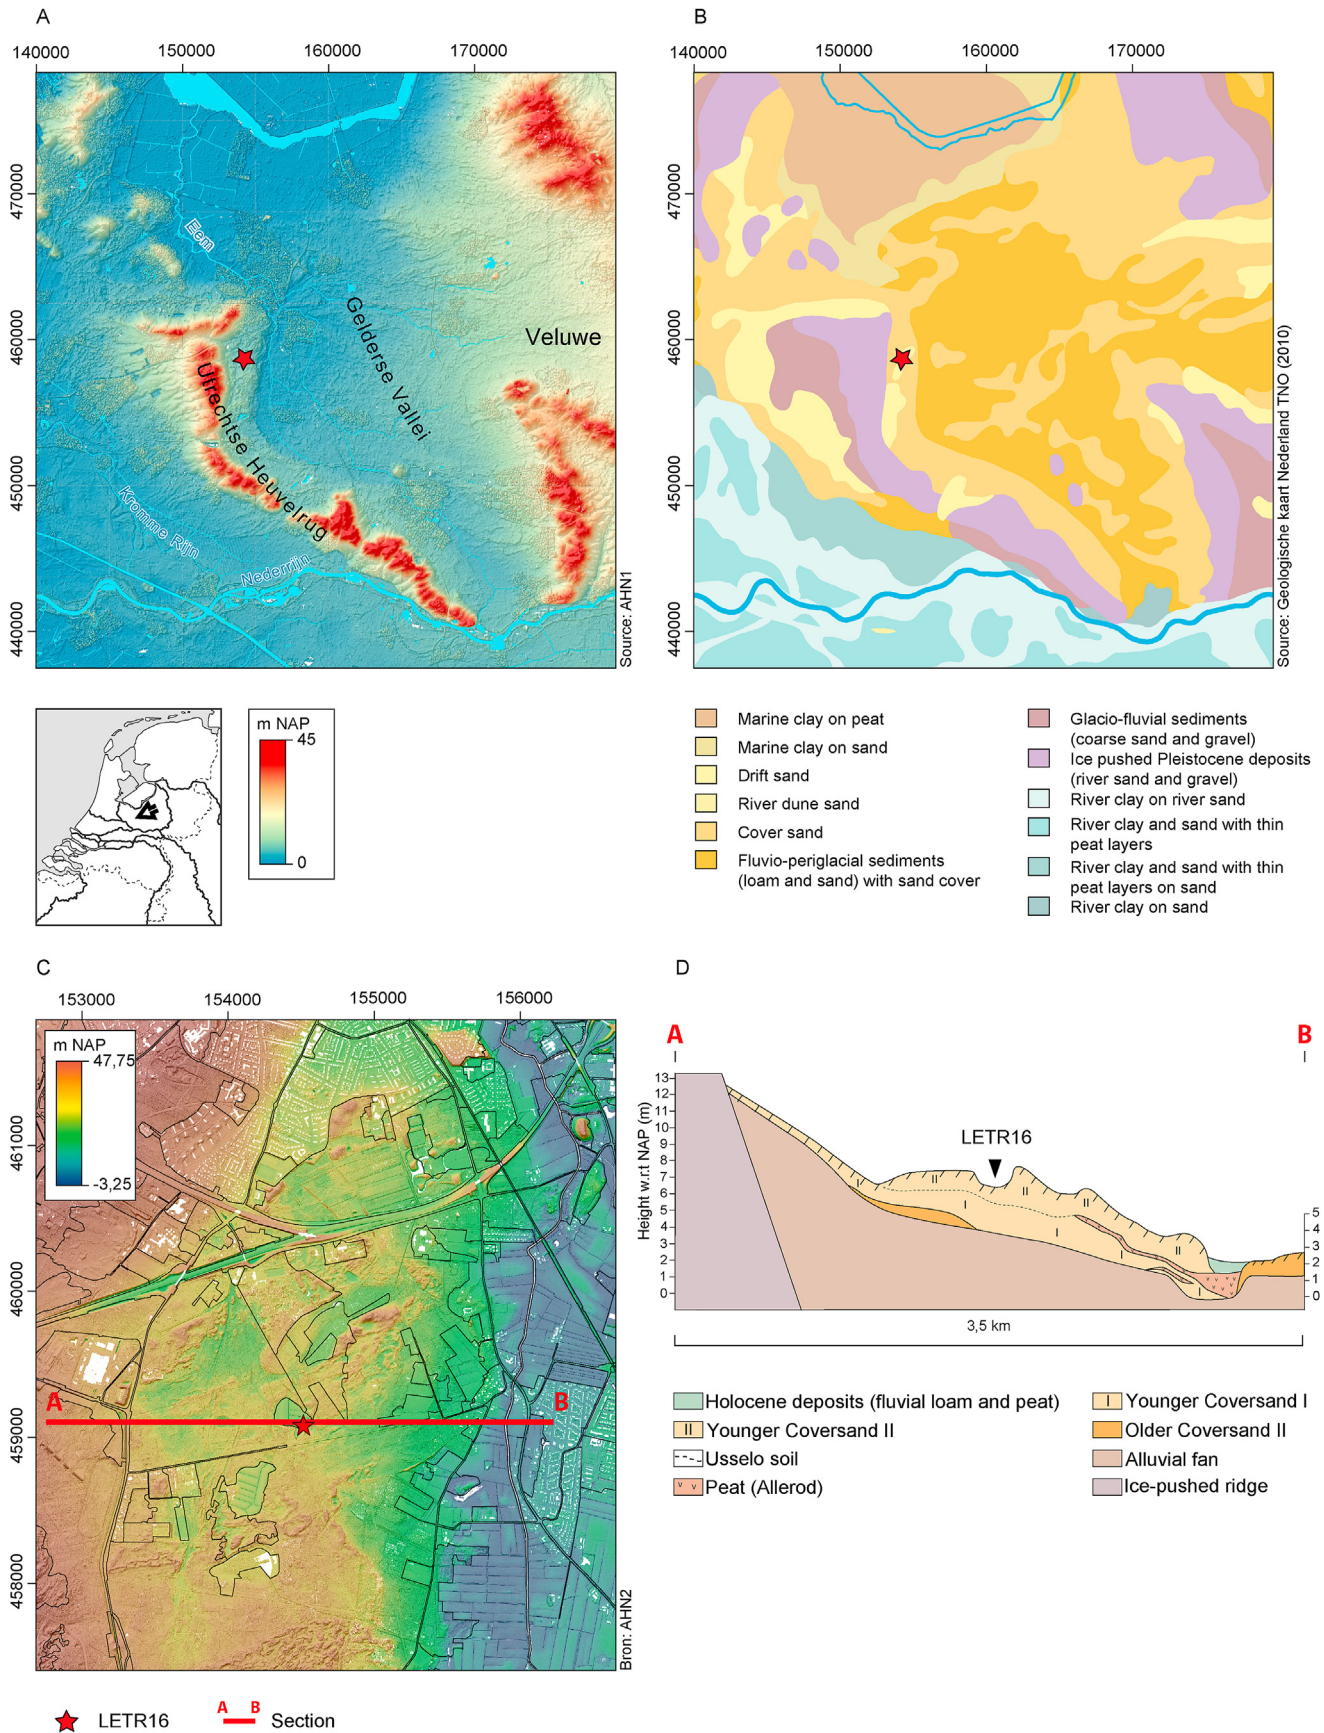 A
140000
150000
160000
170000
470000
460000
450000
440000
Eem
Gelderse Vallei
Veluwe
Utrechtse Heuvelrug
Kromme Rijn
Nederrijn
Source: AHN1
B
140000
150000
160000
170000
470000
460000
450000
440000
Source: Geologische kaart Nederland TNO (2010)
m NAP
45
0
Marine clay on peat
Marine clay on sand
Drift sand
River dune sand
Cover sand
Fluvio-periglacial sediments
(loam and sand) with sand cover
Glacio-fluvial sediments
(coarse sand and gravel)
Ice pushed Pleistocene deposits
(river sand and gravel)
River clay on river sand
River clay and sand with thin
peat layers
River clay and sand with thin
peat layers on sand
River clay on sand
C
153000
154000
155000
156000
m NAP
47,75
-3,25
461000
460000
459000
458000
A
B
Bron: AHN2
LETR16
A B
Section
D
A
B
Height w.r.t NAP (m)
13
12
11
10
9
8
7
6
5
4
3
2
1
0
LETR16
I
II
I
II
II
I
I
II
I
5
4
3
2
1
0
3,5 km
Holocene deposits (fluvial loam and peat)
II Younger Coversand II
Usselo soil
v v Peat (Allerod)
I Younger Coversand I
Older Coversand II
Alluvial fan
Ice-pushed ridge